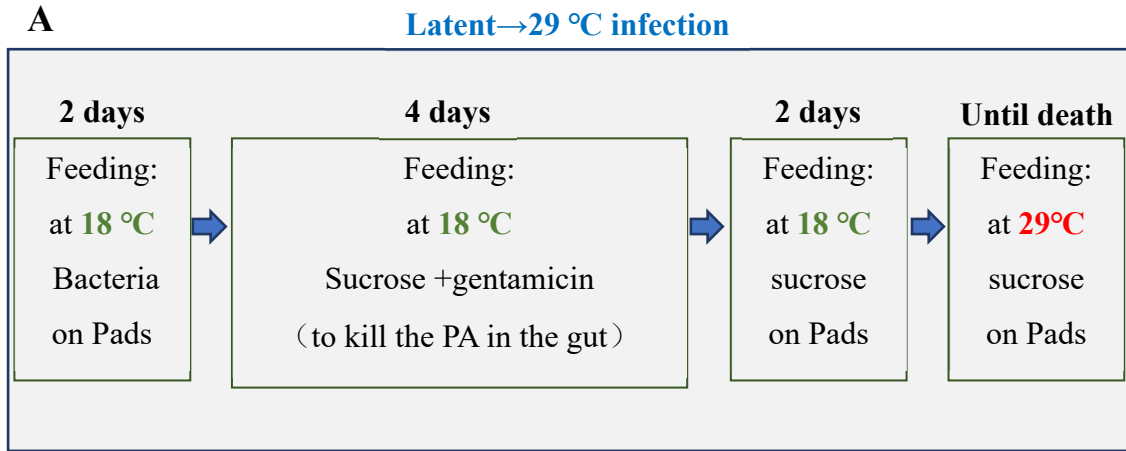 A
Latent→29 ℃ infection
2 days
Feeding:
at 18 ℃
Bacteria
on Pads
4 days
Feeding:
at 18 ℃
Sucrose +gentamicin
（to kill the PA in the gut）
2 days
Feeding:
at 18 ℃
sucrose
on Pads
Until death
Feeding:
at 29℃
sucrose
on Pads